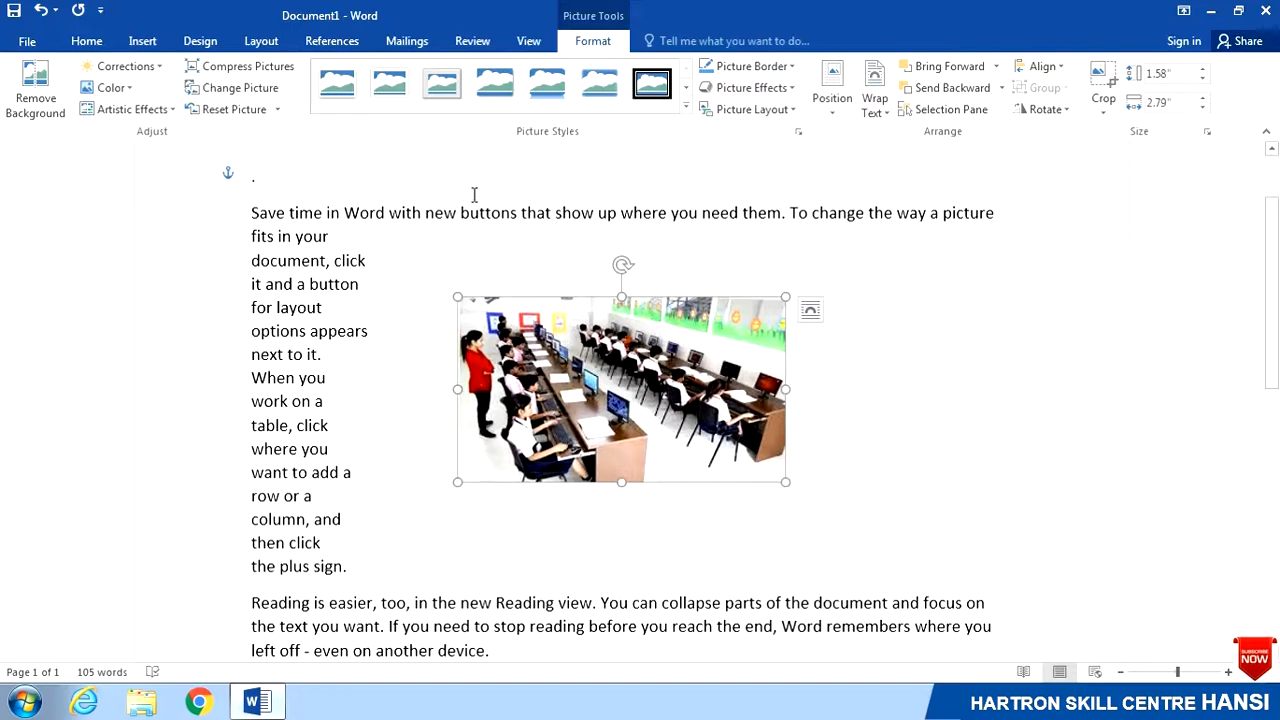 Document1 - Word
Picture Tools
File Home Insert Design Layout References Mailings Review View Format Tell me what you want to do... Sign in Share
Remove Background
Corrections
Color
Artistic Effects
Compress Pictures
Change Picture
Reset Picture
Adjust
Picture Styles
Picture Border
Picture Effects
Picture Layout
Position
Wrap Text
Bring Forward
Send Backward
Selection Pane
Align
Group
Rotate
Arrange
Crop
1.58"
2.79"
Size
.
Save time in Word with new buttons that show up where you need them. To change the way a picture
fits in your
document, click
it and a button
for layout
options appears
next to it.
When you
work on a
table, click
where you
want to add a
row or a
column, and
then click
the plus sign.
Reading is easier, too, in the new Reading view. You can collapse parts of the document and focus on
the text you want. If you need to stop reading before you reach the end, Word remembers where you
left off - even on another device.
Page 1 of 1 105 words
SUBSCRIBE
NOW
HARTRON SKILL CENTRE HANSI